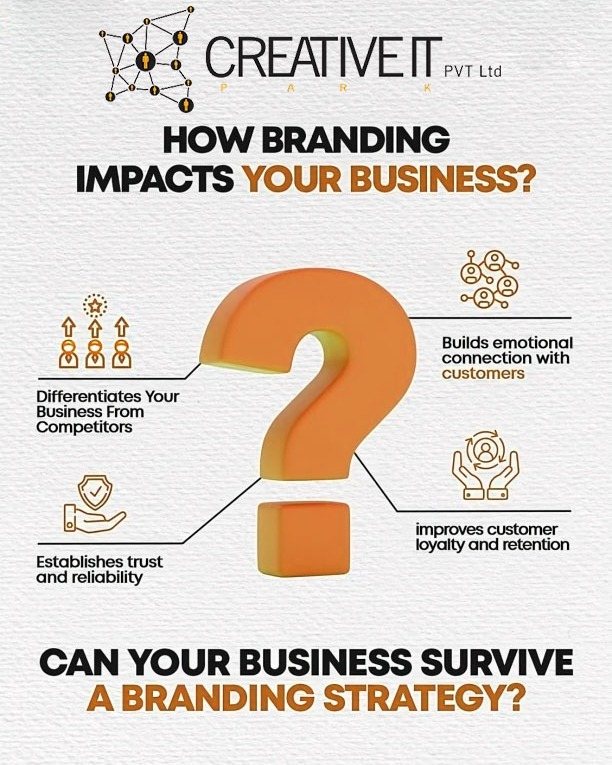 CREATIVE IT PVT Ltd
PARK
HOW BRANDING
IMPACTS YOUR BUSINESS?
Differentiates Your
Business From
Competitors
Builds emotional
connection with
customers
Establishes trust
and reliability
improves customer
loyalty and retention
CAN YOUR BUSINESS SURVIVE
A BRANDING STRATEGY?